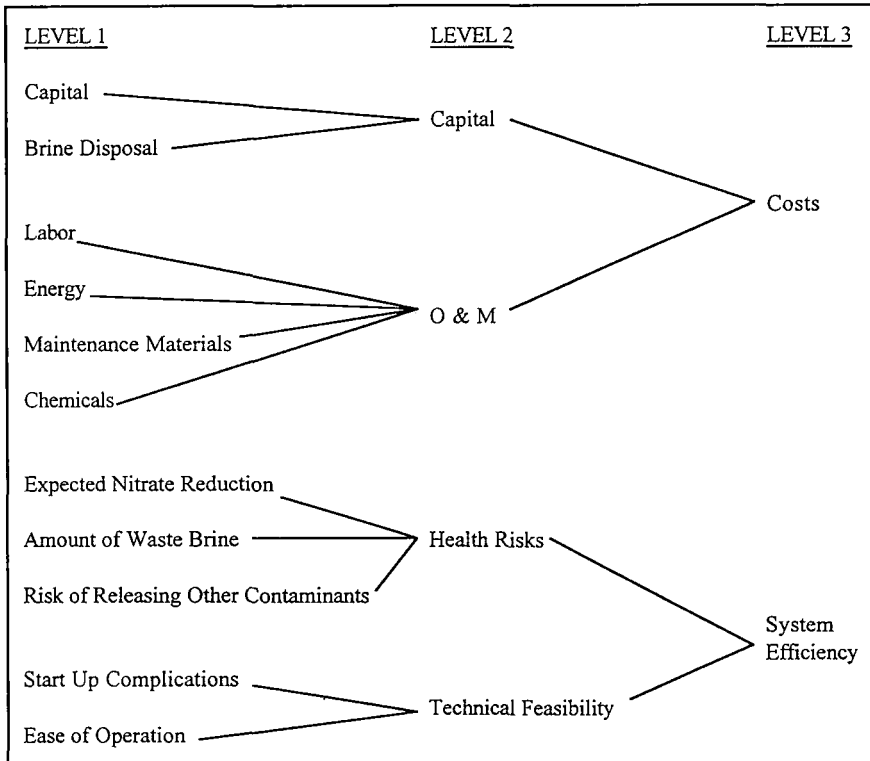 LEVEL 1 LEVEL 2 LEVEL 3
Capital
Capital
Brine Disposal
Costs
Labor
Energy
O & M
Maintenance Materials
Chemicals
Expected Nitrate Reduction
Amount of Waste Brine Health Risks
Risk of Releasing Other Contaminants
System
Efficiency
Start Up Complications
Technical Feasibility
Ease of Operation